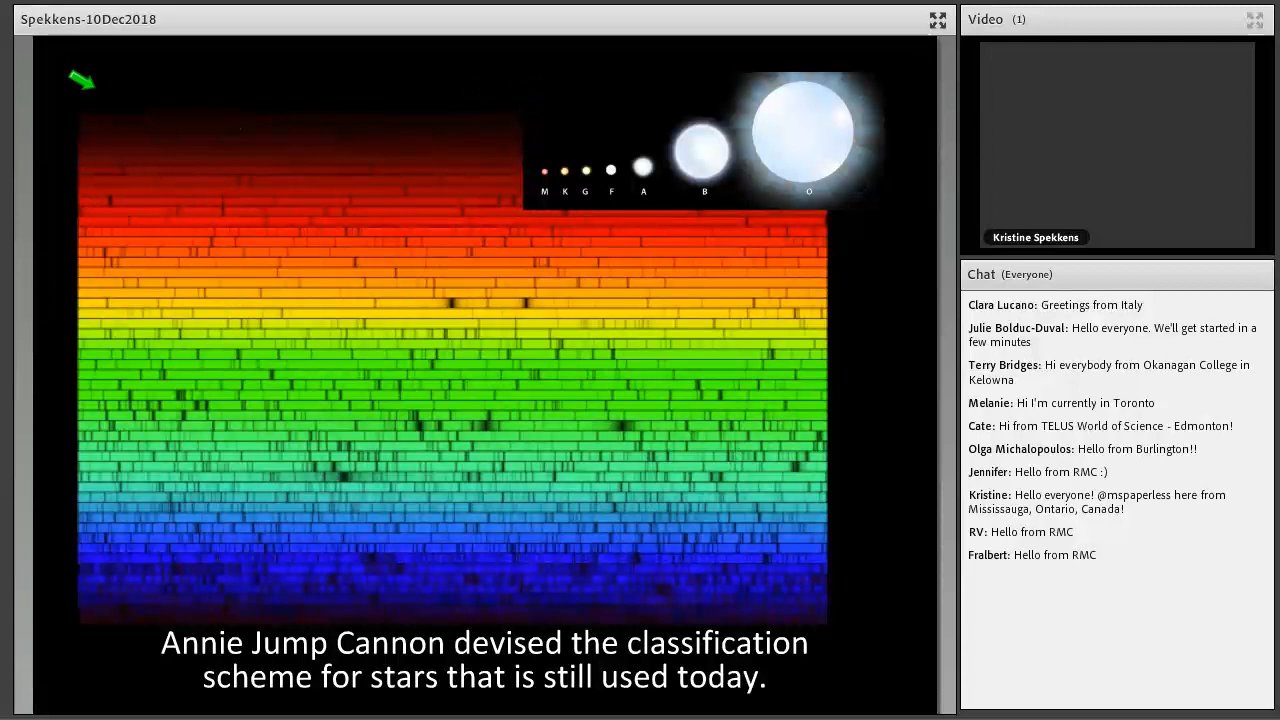 Spekkens-10Dec2018
M K G F A B O
Annie Jump Cannon devised the classification
scheme for stars that is still used today.
Video (1)
Kristine Spekkens
Chat (Everyone)
Clara Lucano: Greetings from Italy
Julie Bolduc-Duval: Hello everyone. We'll get started in a
few minutes
Terry Bridges: Hi everybody from Okanagan College in
Kelowna
Melanie: Hi I'm currently in Toronto
Cate: Hi from TELUS World of Science - Edmonton!
Olga Michalopoulos: Hello from Burlington!!
Jennifer: Hello from RMC :)
Kristine: Hello everyone! @mspaperless here from
Mississauga, Ontario, Canada!
RV: Hello from RMC
Fralbert: Hello from RMC